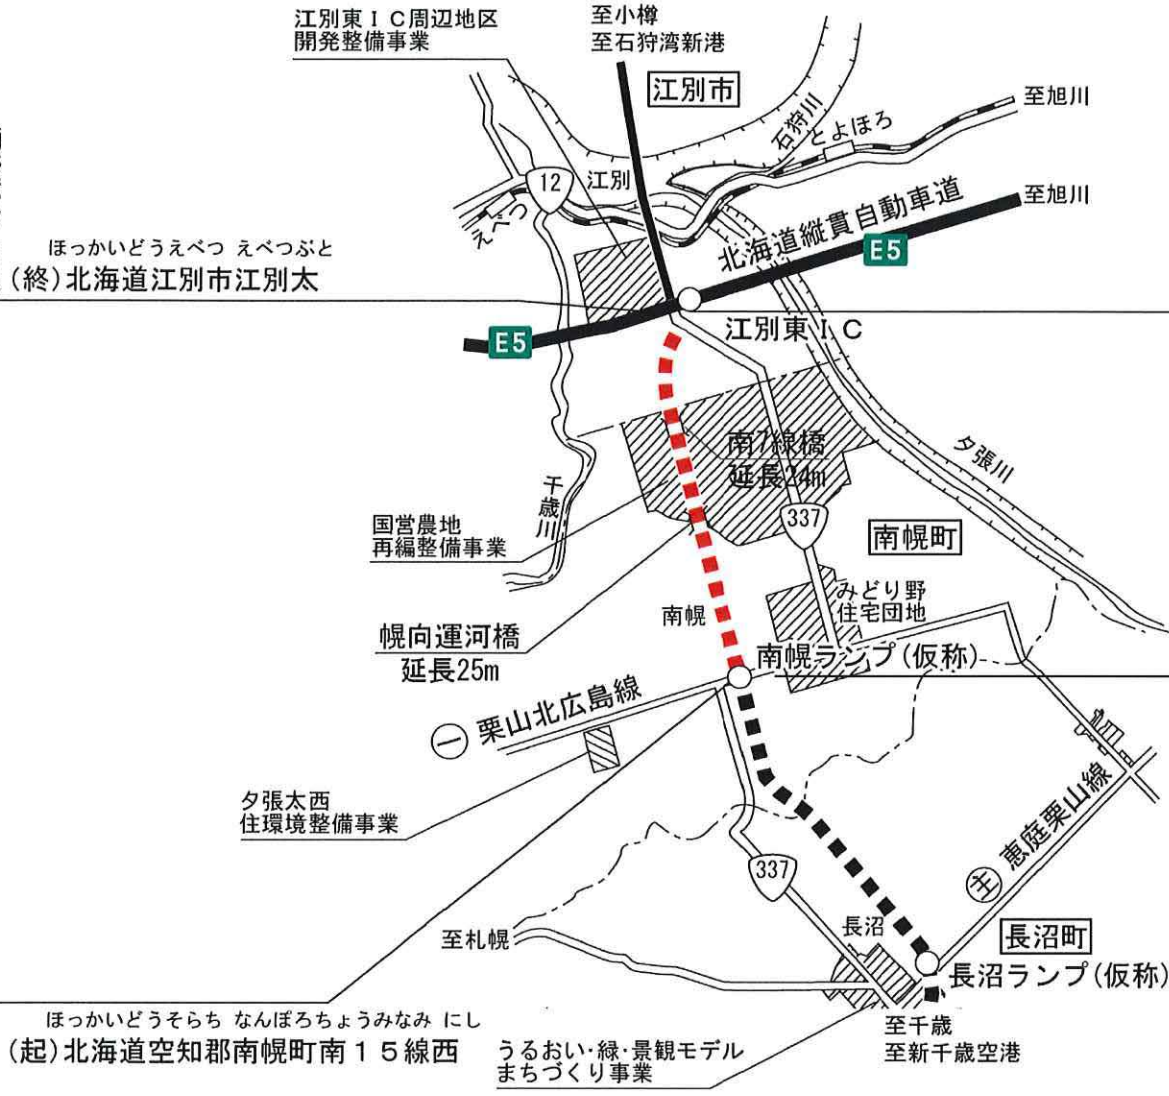 江別東ＩＣ周辺地区
開発整備事業
至小樽
至石狩湾新港
江別市
至旭川
石狩川
とよほろ
12
江別
えべつ
至旭川
北海道縦貫自動車道
E5
ほっかいどうえべつ えべつぶと
(終)北海道江別市江別太
江別東ＩＣ
E5
南7線橋
延長24m
夕張川
千歳川
337
国営農地
再編整備事業
南幌町
みどり野
住宅団地
南幌
幌向運河橋
延長25m
南幌ランプ(仮称)
一 栗山北広島線
夕張太西
住環境整備事業
主 恵庭栗山線
337
長沼
長沼町
至札幌
長沼ランプ(仮称)
ほっかいどうそらち なんぽろちょうみなみ にし
(起)北海道空知郡南幌町南１５線西
至千歳
至新千歳空港
うるおい・緑・景観モデル
まちづくり事業